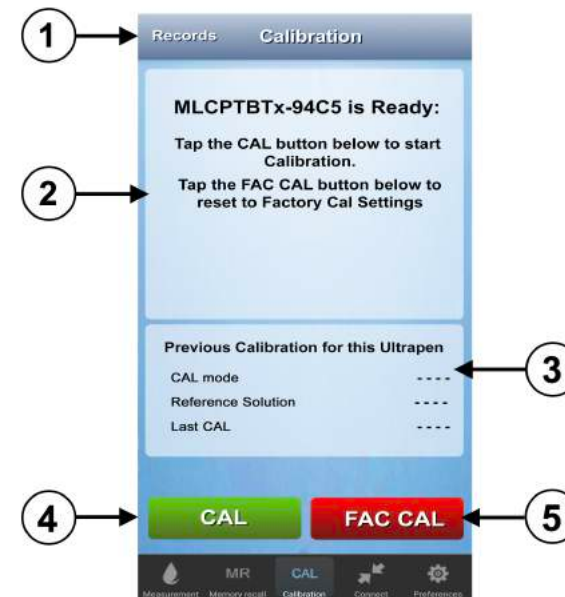 1
Records Calibration
MLCPTBTx-94C5 is Ready:
Tap the CAL button below to start
Calibration.
2
Tap the FAC CAL button below to
reset to Factory Cal Settings
Previous Calibration for this Ultrapen
3
CAL mode - - - -
Reference Solution - - - -
Last CAL - - - -
4
CAL
FAC CAL
5
MR CAL
Measurement Memory recall Calibration Connect Preferences